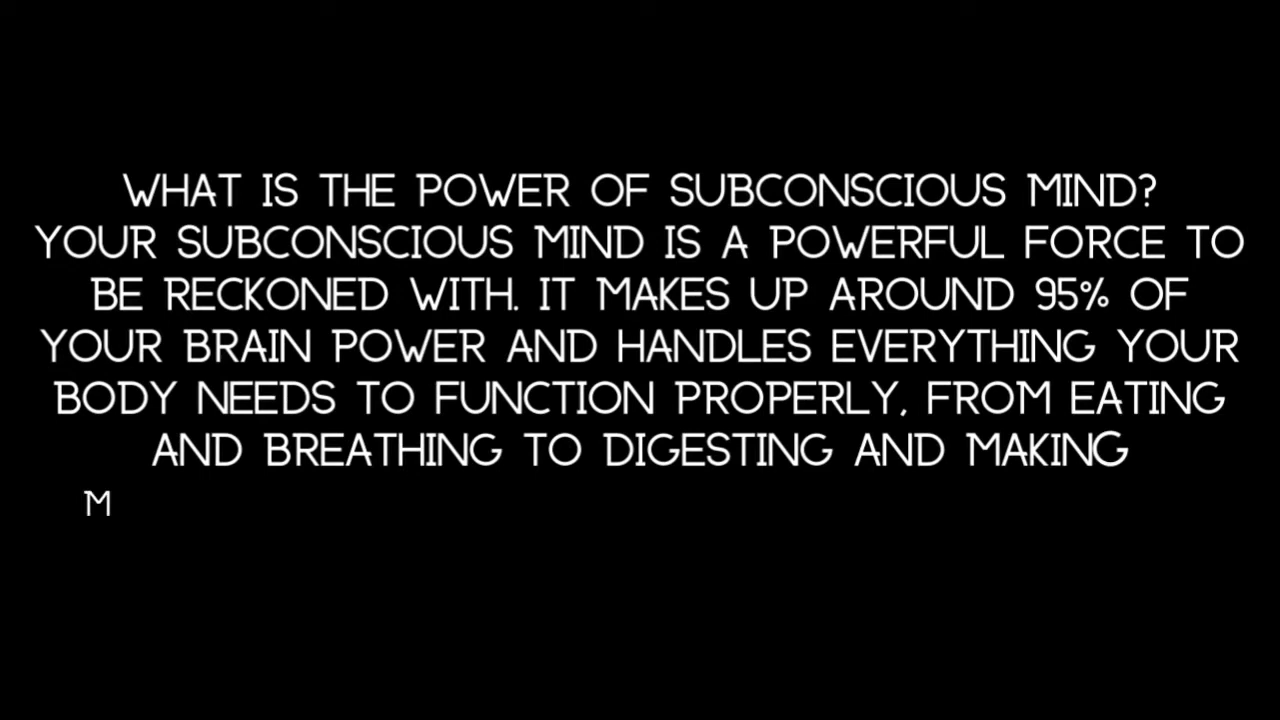 WHAT IS THE POWER OF SUBCONSCIOUS MIND?
YOUR SUBCONSCIOUS MIND IS A POWERFUL FORCE TO
BE RECKONED WITH. IT MAKES UP AROUND 95% OF
YOUR BRAIN POWER AND HANDLES EVERYTHING YOUR
BODY NEEDS TO FUNCTION PROPERLY, FROM EATING
AND BREATHING TO DIGESTING AND MAKING
M